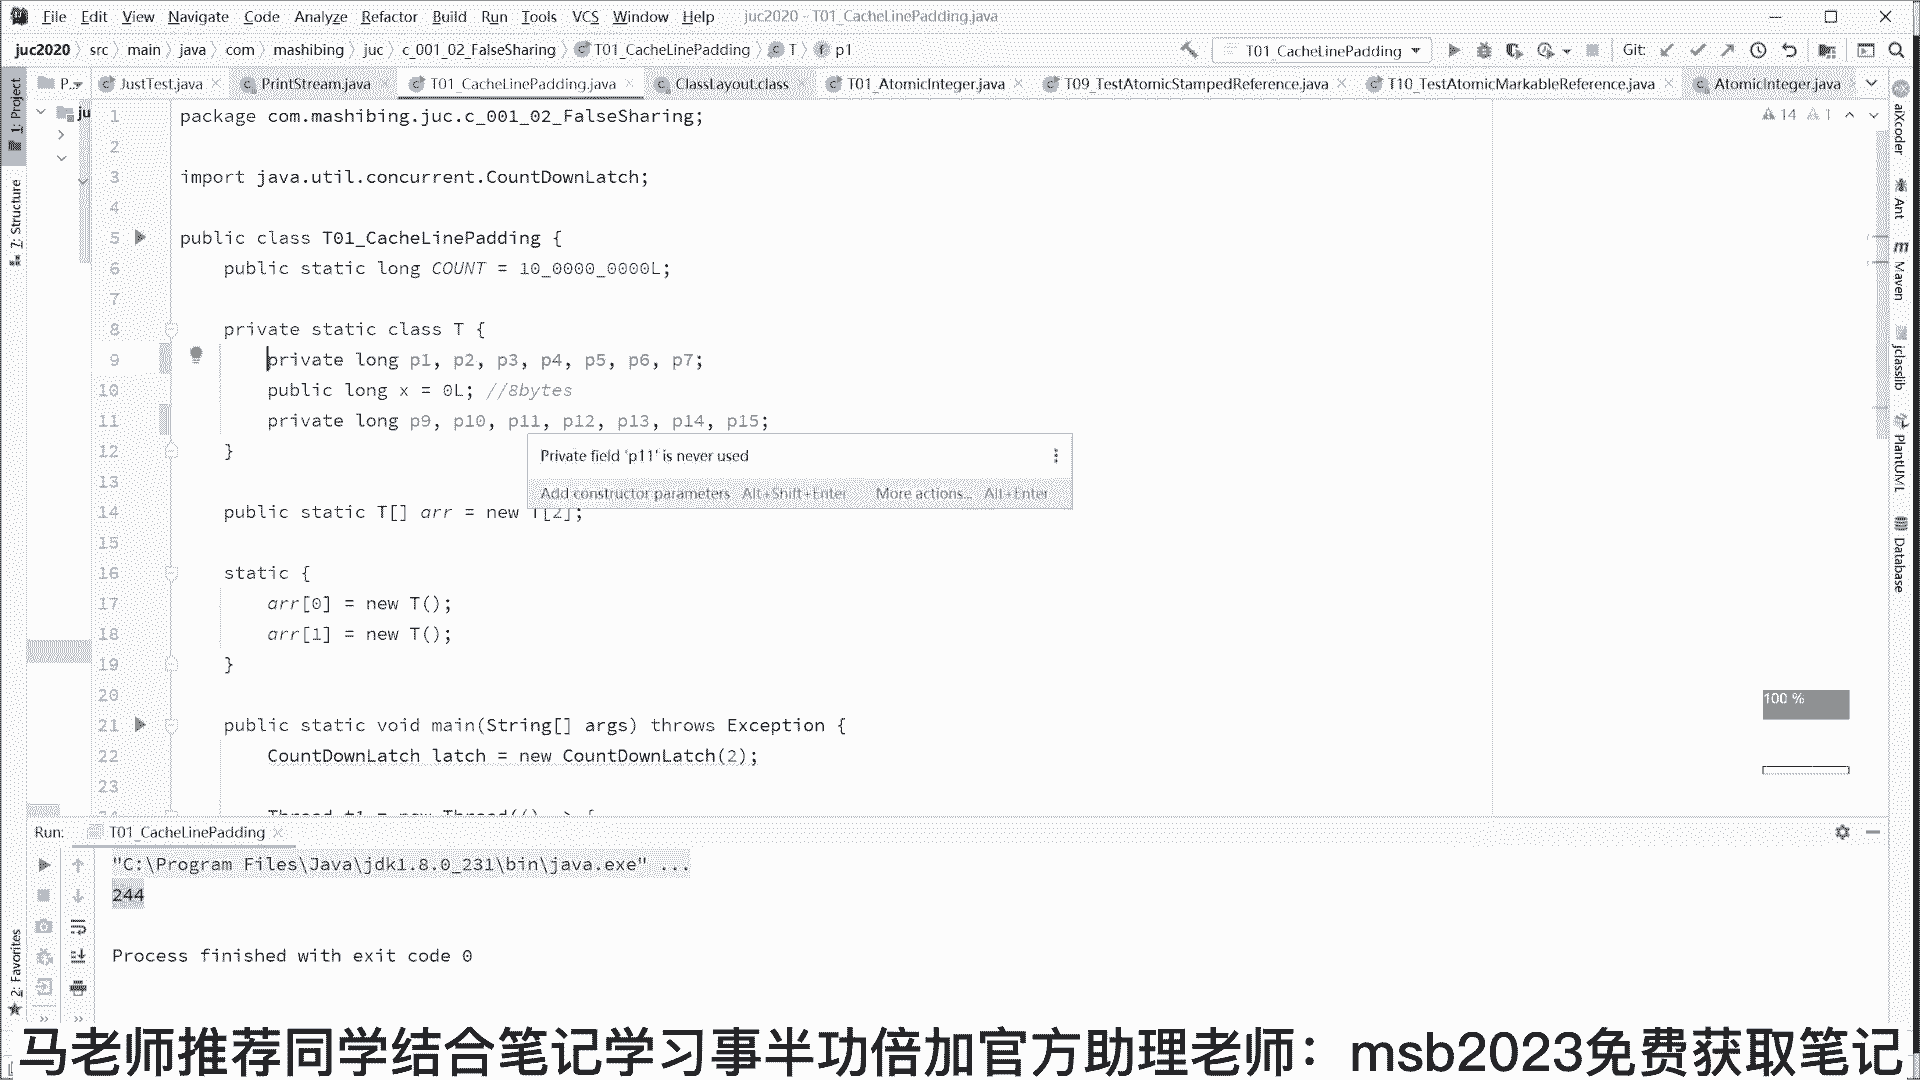 File Edit View Navigate Code Analyze Refactor Build Run Tools VCS Window Help juc2020 - T01_CacheLinePadding.java
juc2020 src main java com mashibing juc c_001_02_FalseSharing T01_CacheLinePadding T p1 T01_CacheLinePadding Git:
P... JustTest.java PrintStream.java T01_CacheLinePadding.java ClassLayout.class T01_AtomicInteger.java T09_TestAtomicStampedReference.java T10_TestAtomicMarkableReference.java AtomicInteger.java
1: Project
7: Structure
2: Favorites
ju
1 package com.mashibing.juc.c_001_02_FalseSharing;
2
3 import java.util.concurrent.CountDownLatch;
4
5 public class T01_CacheLinePadding {
6 public static long COUNT = 10_0000_0000L;
7
8 private static class T {
9 private long p1, p2, p3, p4, p5, p6, p7;
10 public long x = 0L; //8bytes
11 private long p9, p10, p11, p12, p13, p14, p15;
12 }
Private field 'p11' is never used
Add constructor parameters Alt+Shift+Enter More actions... Alt+Enter
13
14 public static T[] arr = new T[2];
15
16 static {
17 arr[0] = new T();
18 arr[1] = new T();
19 }
20
21 public static void main(String[] args) throws Exception {
22 CountDownLatch latch = new CountDownLatch(2);
23
24 Thread t1 = new Thread(() -> {
14 1
100 %
aiXcoder
Ant
Maven
jclasslib
PlantUML
Database
Run: T01_CacheLinePadding
"C:\Program Files\Java\jdk1.8.0_231\bin\java.exe" ...
244
Process finished with exit code 0
马老师推荐同学结合笔记学习事半功倍加官方助理老师：msb2023免费获取笔记